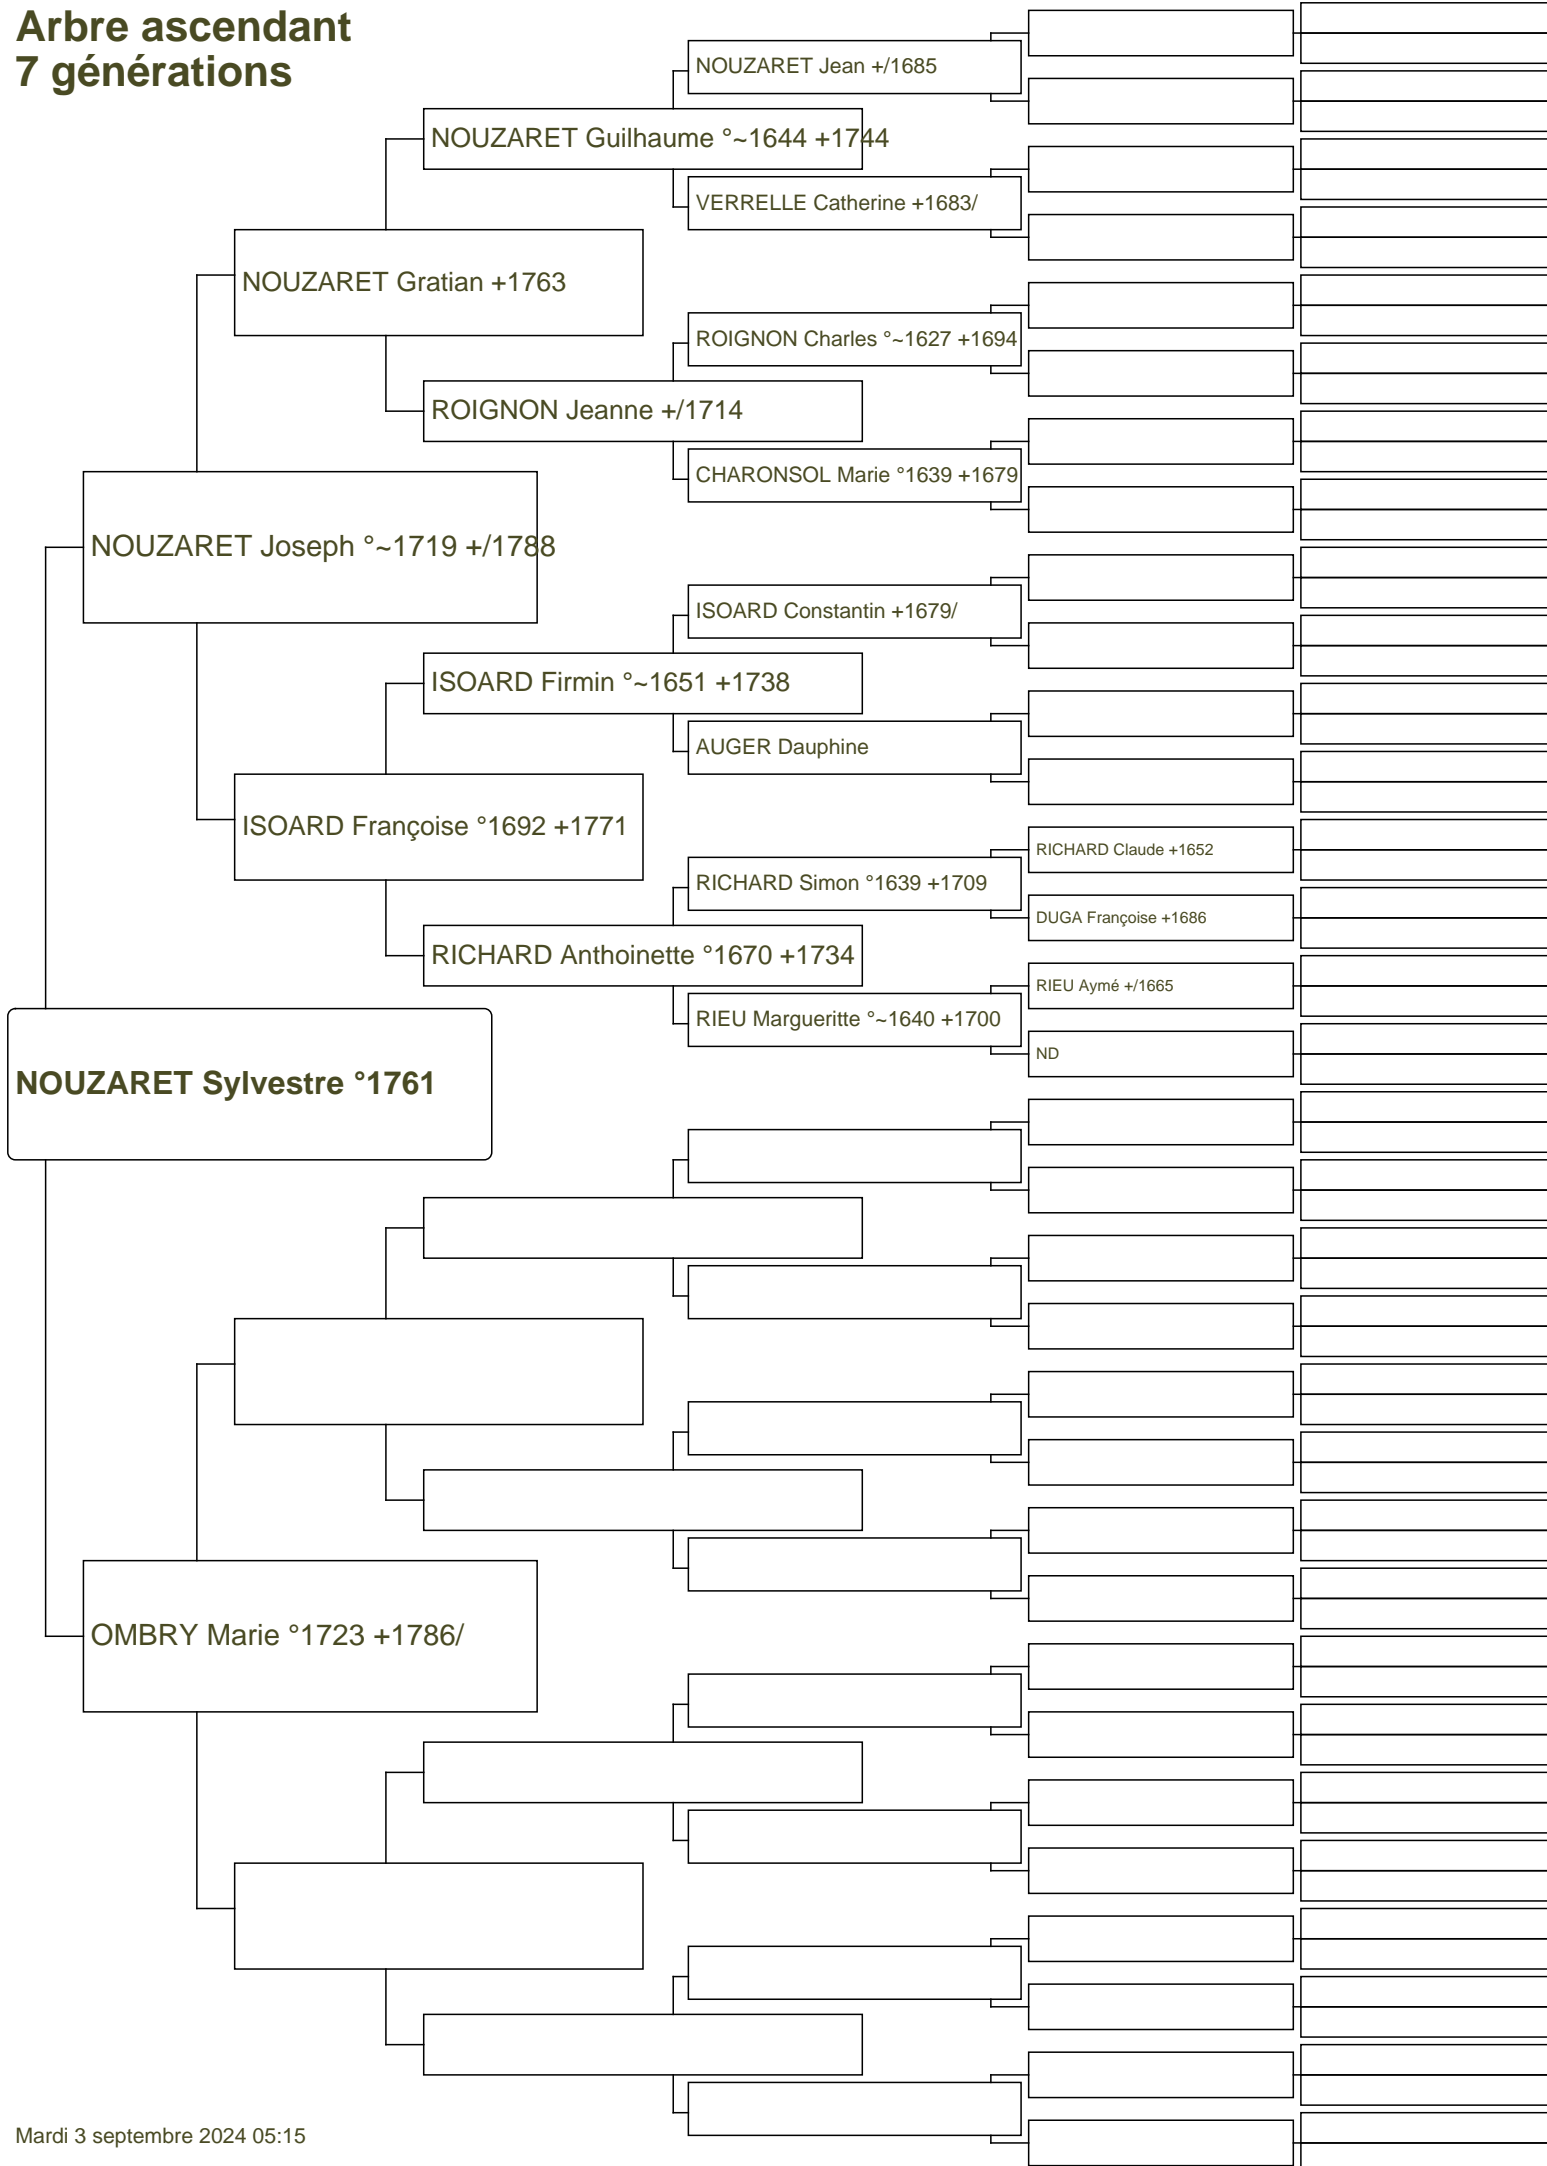 Arbre ascendant
7 générations
NOUZARET Jean +/1685
NOUZARET Guilhaume °~1644 +1744
VERRELLE Catherine +1683/
NOUZARET Gratian +1763
ROIGNON Charles °~1627 +1694
ROIGNON Jeanne +/1714
CHARONSOL Marie °1639 +1679
NOUZARET Joseph °~1719 +/1788
ISOARD Constantin +1679/
ISOARD Firmin °~1651 +1738
AUGER Dauphine
ISOARD Françoise °1692 +1771
RICHARD Claude +1652
RICHARD Simon °1639 +1709
DUGA Françoise +1686
RICHARD Anthoinette °1670 +1734
RIEU Aymé +/1665
RIEU Margueritte °~1640 +1700
ND
NOUZARET Sylvestre °1761
OMBRY Marie °1723 +1786/
Mardi 3 septembre 2024 05:15